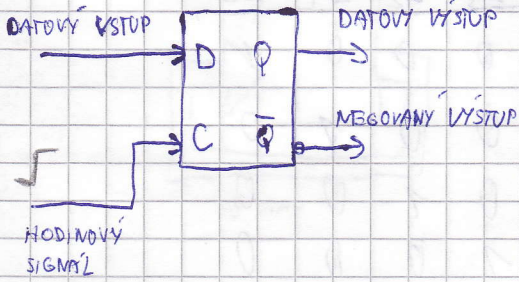 DATOVÝ VSTUP
DATOVÝ VÝSTUP
D Q
NEGOVANÝ VÝSTUP
C Q̅
HODINOVÝ
SIGNÁL